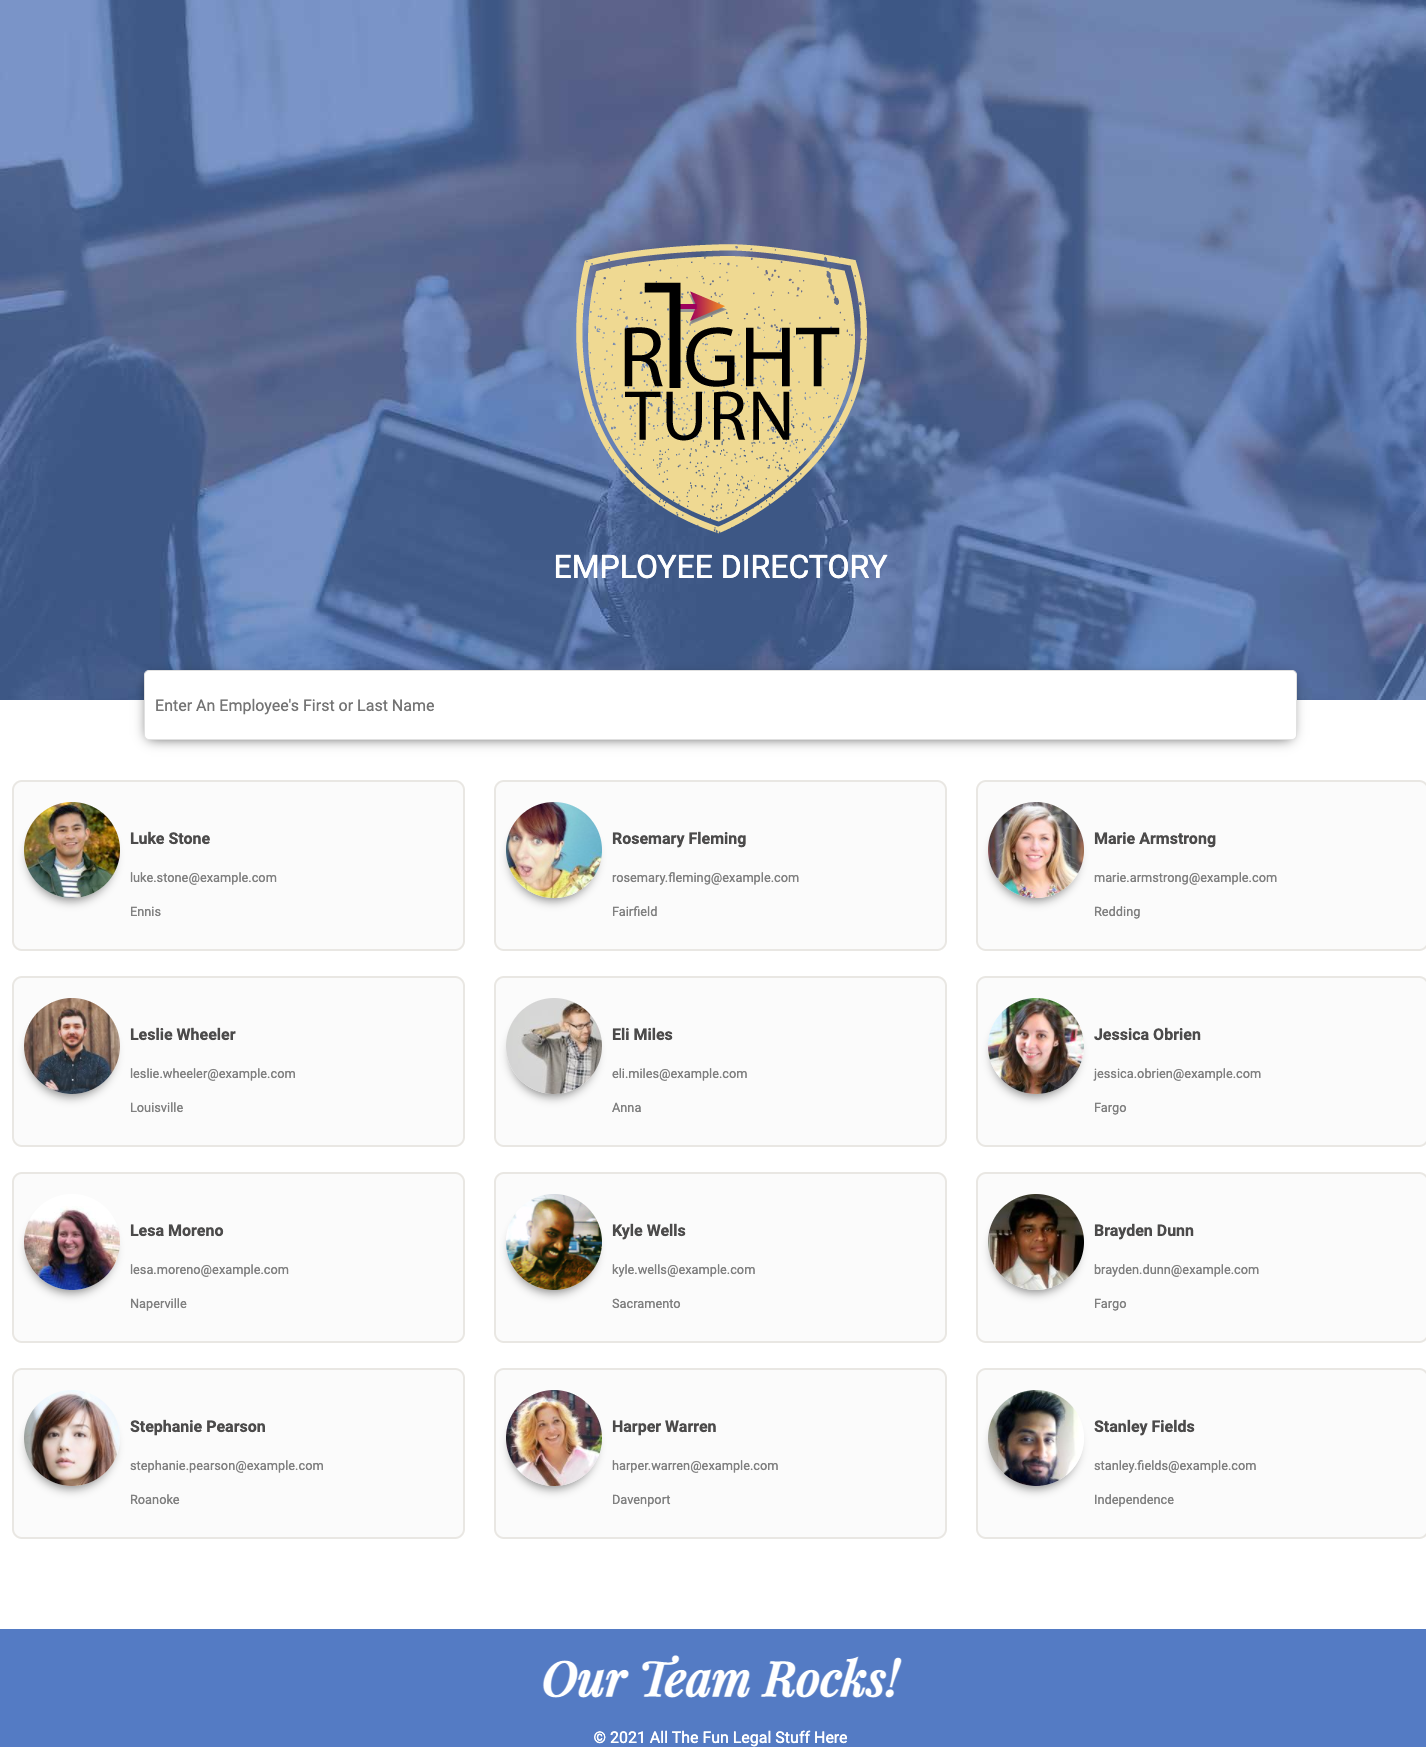 RIGHT
TURN
EMPLOYEE DIRECTORY
Enter An Employee's First or Last Name
Luke Stone
luke.stone@example.com
Ennis
Rosemary Fleming
rosemary.fleming@example.com
Fairfield
Marie Armstrong
marie.armstrong@example.com
Redding
Leslie Wheeler
leslie.wheeler@example.com
Louisville
Eli Miles
eli.miles@example.com
Anna
Jessica Obrien
jessica.obrien@example.com
Fargo
Lesa Moreno
lesa.moreno@example.com
Naperville
Kyle Wells
kyle.wells@example.com
Sacramento
Brayden Dunn
brayden.dunn@example.com
Fargo
Stephanie Pearson
stephanie.pearson@example.com
Roanoke
Harper Warren
harper.warren@example.com
Davenport
Stanley Fields
stanley.fields@example.com
Independence
Our Team Rocks!
© 2021 All The Fun Legal Stuff Here